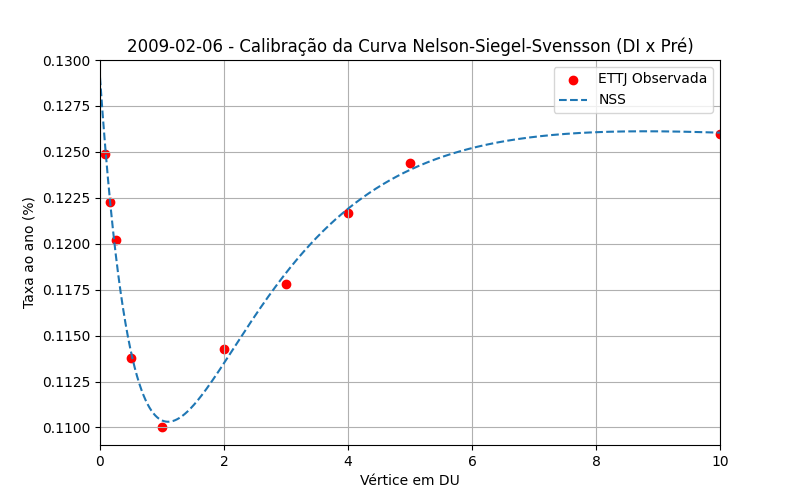 2009-02-06 - Calibração da Curva Nelson-Siegel-Svensson (DI x Pré)
ETTJ Observada
NSS
Taxa ao ano (%)
0.1300
0.1275
0.1250
0.1225
0.1200
0.1175
0.1150
0.1125
0.1100
0 2 4 6 8 10
Vértice em DU